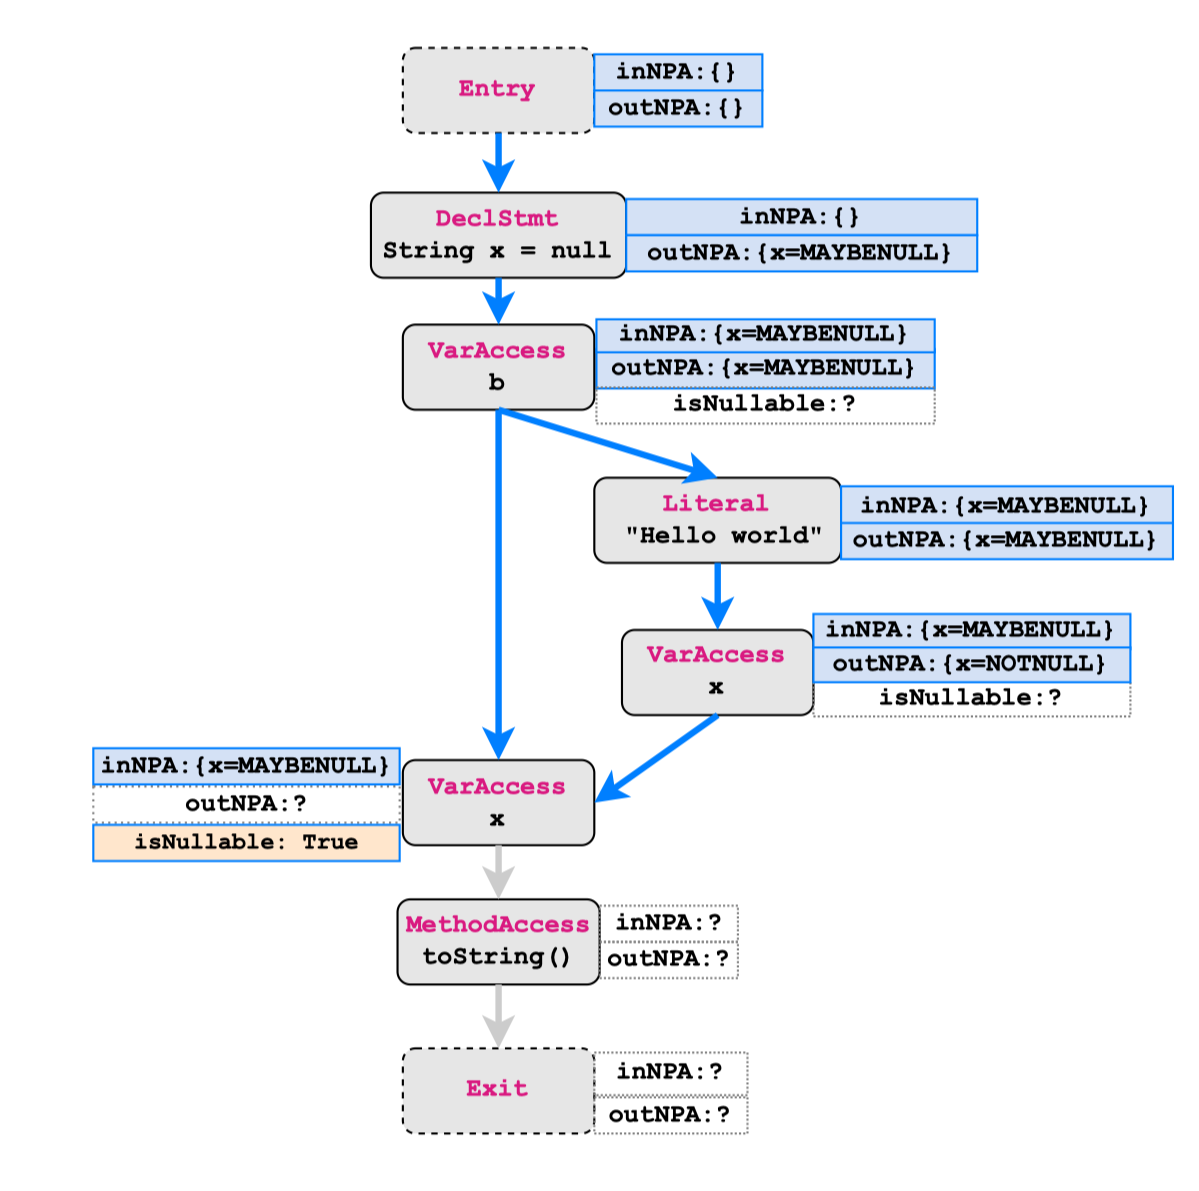 Entry
inNPA:{}
outNPA:{}
DeclStmt
String x = null
inNPA:{}
outNPA:{x=MAYBENULL}
VarAccess
b
inNPA:{x=MAYBENULL}
outNPA:{x=MAYBENULL}
isNullable:?
Literal
"Hello world"
inNPA:{x=MAYBENULL}
outNPA:{x=MAYBENULL}
VarAccess
x
inNPA:{x=MAYBENULL}
outNPA:{x=NOTNULL}
isNullable:?
inNPA:{x=MAYBENULL}
outNPA:?
isNullable: True
VarAccess
x
MethodAccess
toString()
inNPA:?
outNPA:?
Exit
inNPA:?
outNPA:?